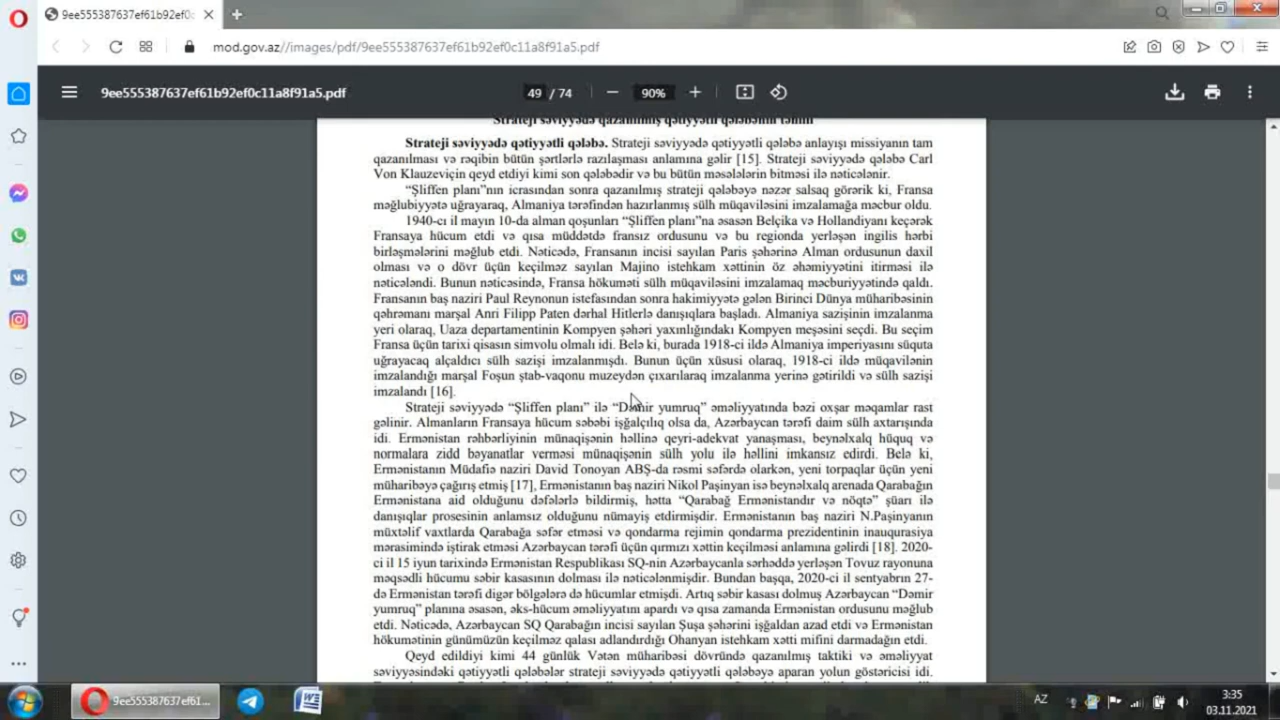 9ee555387637ef61b92ef0
mod.gov.az//images/pdf/9ee555387637ef61b92ef0c11a8f91a5.pdf
9ee555387637ef61b92ef0c11a8f91a5.pdf
49 / 74
90%
Strateji səviyyədə qazanılmış qətiyyətli qələbənin təhlili
Strateji səviyyədə qətiyyətli qələbə. Strateji səviyyədə qətiyyətli qələbə anlayışı missiyanın tam
qazanılması və rəqibin bütün şərtlərlə razılaşması anlamına gəlir [15]. Strateji səviyyədə qələbə Carl
Von Klauzeviçin qeyd etdiyi kimi son qələbədir və bu bütün məsələlərin bitməsi ilə nəticələnir.
“Şliffen planı”nın icrasından sonra qazanılmış strateji qələbəyə nəzər salsaq görərik ki, Fransa
məğlubiyyətə uğrayaraq, Almaniya tərəfindən hazırlanmış sülh müqaviləsini imzalamağa məcbur oldu.
1940-cı il mayın 10-da alman qoşunları “Şliffen planı”na əsasən Belçika və Hollandiyanı keçərək
Fransaya hücum etdi və qısa müddətdə fransız ordusunu və bu regionda yerləşən ingilis hərbi
birləşmələrini məğlub etdi. Nəticədə, Fransanın incisi sayılan Paris şəhərinə Alman ordusunun daxil
olması və o dövr üçün keçilməz sayılan Majino istehkam xəttinin öz əhəmiyyətini itirməsi ilə
nəticələndi. Bunun nəticəsində, Fransa hökuməti sülh müqaviləsini imzalamaq məcburiyyətində qaldı.
Fransanın baş naziri Paul Reynonun istefasından sonra hakimiyyətə gələn Birinci Dünya müharibəsinin
qəhrəmanı marşal Anri Filipp Paten dərhal Hitlerlə danışıqlara başladı. Almaniya sazişinin imzalanma
yeri olaraq, Uaza departamentinin Kompyen şəhəri yaxınlığındakı Kompyen meşəsini seçdi. Bu seçim
Fransa üçün tarixi qisasın simvolu olmalı idi. Belə ki, burada 1918-ci ildə Almaniya imperiyasını süquta
uğrayacaq alçaldıcı sülh sazişi imzalanmışdı. Bunun üçün xüsusi olaraq, 1918-ci ildə müqavilənin
imzalandığı marşal Foşun ştab-vaqonu muzeydən çıxarılaraq imzalanma yerinə gətirildi və sülh sazişi
imzalandı [16].
Strateji səviyyədə “Şliffen planı” ilə “Dəmir yumruq” əməliyyatında bəzi oxşar məqamlar rast
gəlinir. Almanların Fransaya hücum səbəbi işğalçılıq olsa da, Azərbaycan tərəfi daim sülh axtarışında
idi. Ermənistan rəhbərliyinin münaqişənin həllinə qeyri-adekvat yanaşması, beynəlxalq hüquq və
normalara zidd bəyanatlar verməsi münaqişənin sülh yolu ilə həllini imkansız edirdi. Belə ki,
Ermənistanın Müdafiə naziri David Tonoyan ABŞ-da rəsmi səfərdə olarkən, yeni torpaqlar üçün yeni
müharibəyə çağırış etmiş [17], Ermənistanın baş naziri Nikol Paşinyan isə beynəlxalq arenada Qarabağın
Ermənistana aid olduğunu dəfələrlə bildirmiş, hətta “Qarabağ Ermənistandır və nöqtə” şüarı ilə
danışıqlar prosesinin anlamsız olduğunu nümayiş etdirmişdir. Ermənistanın baş naziri N.Paşinyanın
müxtəlif vaxtlarda Qarabağa səfər etməsi və qondarma rejimin qondarma prezidentinin inauqurasiya
mərasimində iştirak etməsi Azərbaycan tərəfi üçün qırmızı xəttin keçilməsi anlamına gəlirdi [18]. 2020-
ci il 15 iyun tarixində Ermənistan Respublikası SQ-nin Azərbaycanla sərhəddə yerləşən Tovuz rayonuna
məqsədli hücumu səbir kasasının dolması ilə nəticələnmişdir. Bundan başqa, 2020-ci il sentyabrın 27-
də Ermənistan tərəfi digər bölgələrə də hücumlar etmişdi. Artıq səbir kasası dolmuş Azərbaycan “Dəmir
yumruq” planına əsasən, əks-hücum əməliyyatını apardı və qısa zamanda Ermənistan ordusunu məğlub
etdi. Nəticədə, Azərbaycan SQ Qarabağın incisi sayılan Şuşa şəhərini işğaldan azad etdi və Ermənistan
hökumətinin günümüzün keçilməz qalası adlandırdığı Ohanyan istehkam xətti mifini darmadağın etdi.
Qeyd edildiyi kimi 44 günlük Vətən müharibəsi dövründə qazanılmış taktiki və əməliyyat
səviyyəsindəki qətiyyətli qələbələr strateji səviyyədə qətiyyətli qələbəyə aparan yolun göstəricisi idi.
9ee555387637ef61...
AZ
3:35
03.11.2021